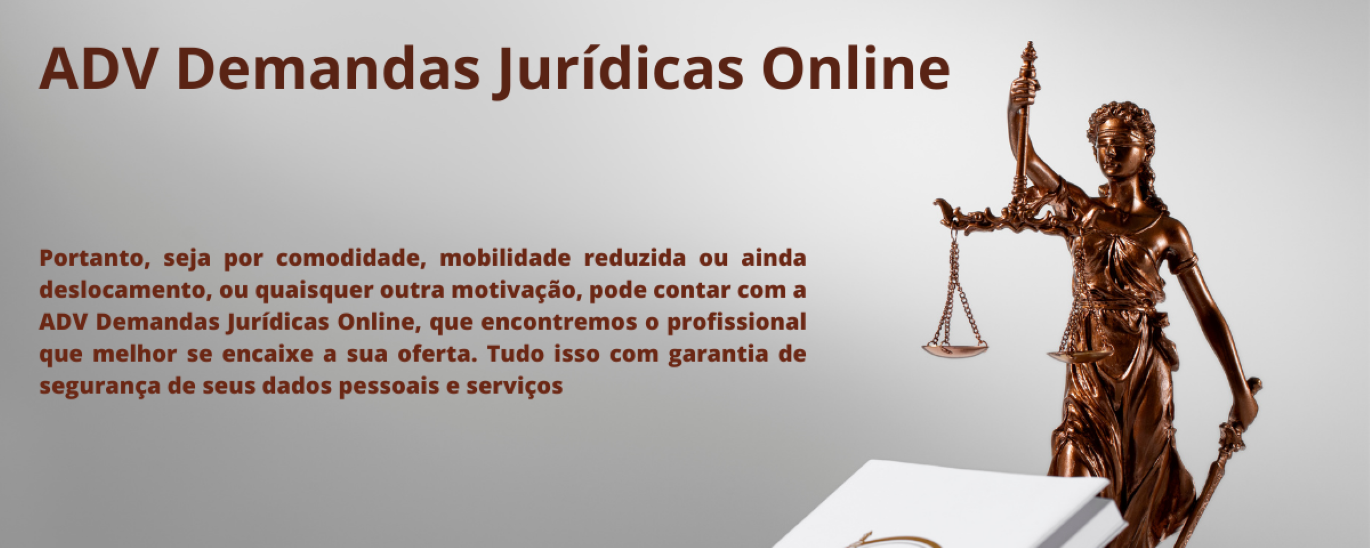 ADV Demandas Jurídicas Online
Portanto, seja por comodidade, mobilidade reduzida ou ainda
deslocamento, ou quaisquer outra motivação, pode contar com a
ADV Demandas Jurídicas Online, que encontremos o profissional
que melhor se encaixe a sua oferta. Tudo isso com garantia de
segurança de seus dados pessoais e serviços